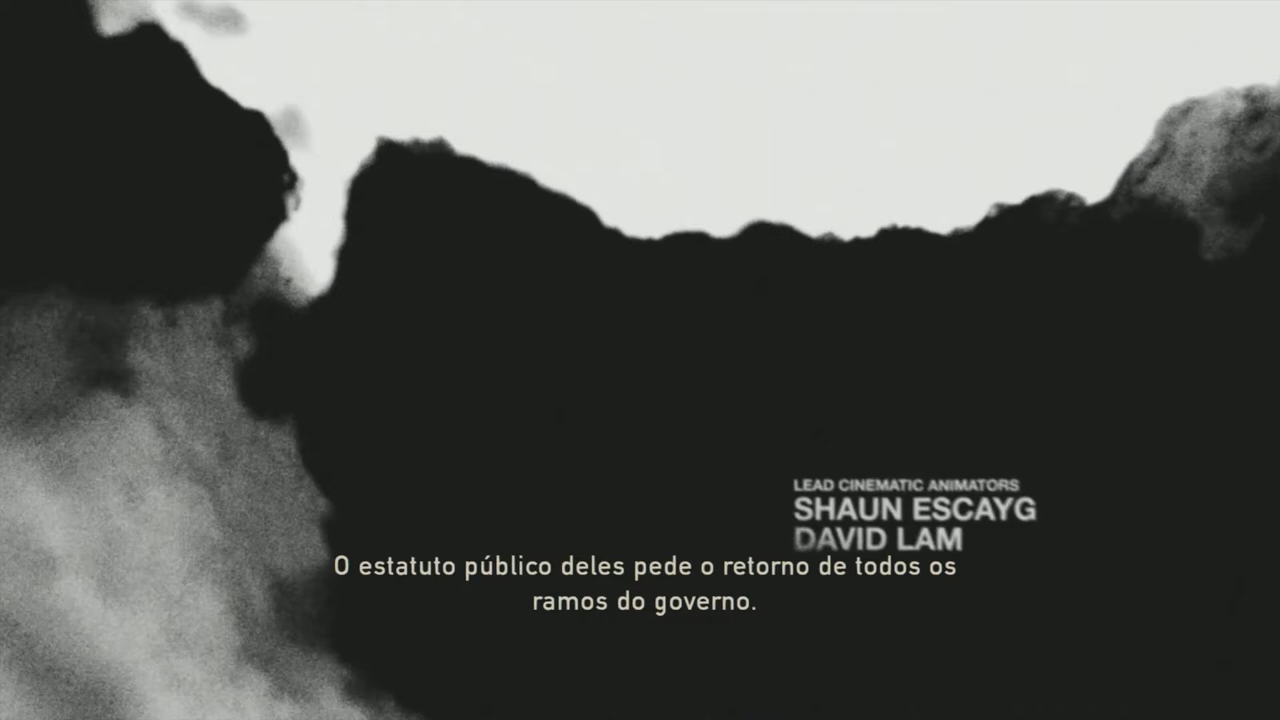 LEAD CINEMATIC ANIMATORS
SHAUN ESCAYG
DAVID LAM
O estatuto público deles pede o retorno de todos os
ramos do governo.